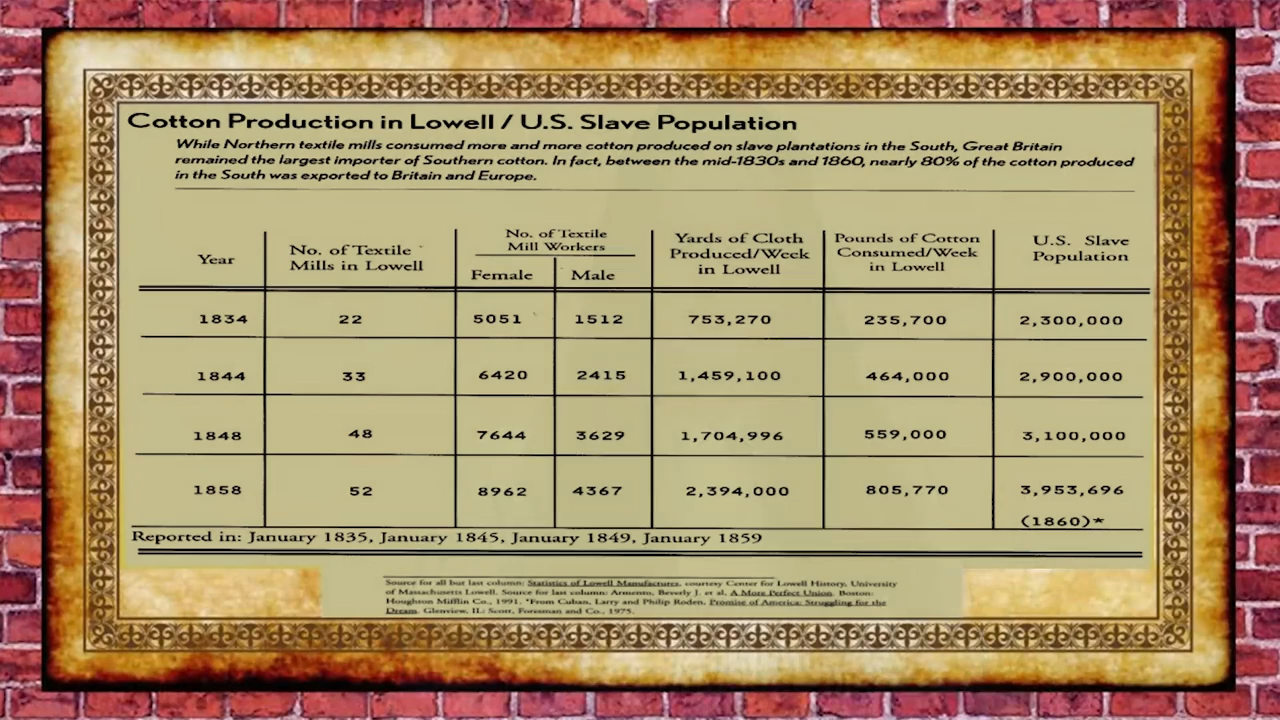 Cotton Production in Lowell / U.S. Slave Population
While Northern textile mills consumed more and more cotton produced on slave plantations in the South, Great Britain
remained the largest importer of Southern cotton. In fact, between the mid-1830s and 1860, nearly 80% of the cotton produced
in the South was exported to Britain and Europe.
Year
No. of Textile
Mills in Lowell
No. of Textile
Mill Workers
Female
Male
Yards of Cloth
Produced/Week
in Lowell
Pounds of Cotton
Consumed/Week
in Lowell
U.S. Slave
Population
1834 22 5051 1512 753,270 235,700 2,300,000
1844 33 6420 2415 1,459,100 464,000 2,900,000
1848 48 7644 3629 1,704,996 559,000 3,100,000
1858 52 8962 4367 2,394,000 805,770 3,953,696
(1860)*
Reported in: January 1835, January 1845, January 1849, January 1859
Source for all but last column: Statistics of Lowell Manufactures, courtesy Center for Lowell History, University
of Massachusetts Lowell. Source for last column: Armento, Beverly J. et al. A More Perfect Union. Boston:
Houghton Mifflin Co., 1991. *From Cuban, Larry and Philip Roden. Promise of America: Struggling for the
Dream. Glenview, IL: Scott, Foresman and Co., 1975.